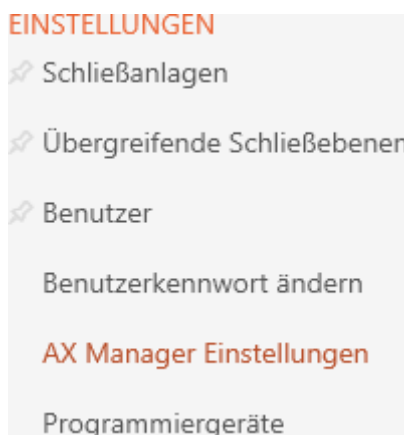 EINSTELLUNGEN
Schließanlagen
Übergreifende Schließebenen
Benutzer
Benutzerkennwort ändern
AX Manager Einstellungen
Programmiergeräte